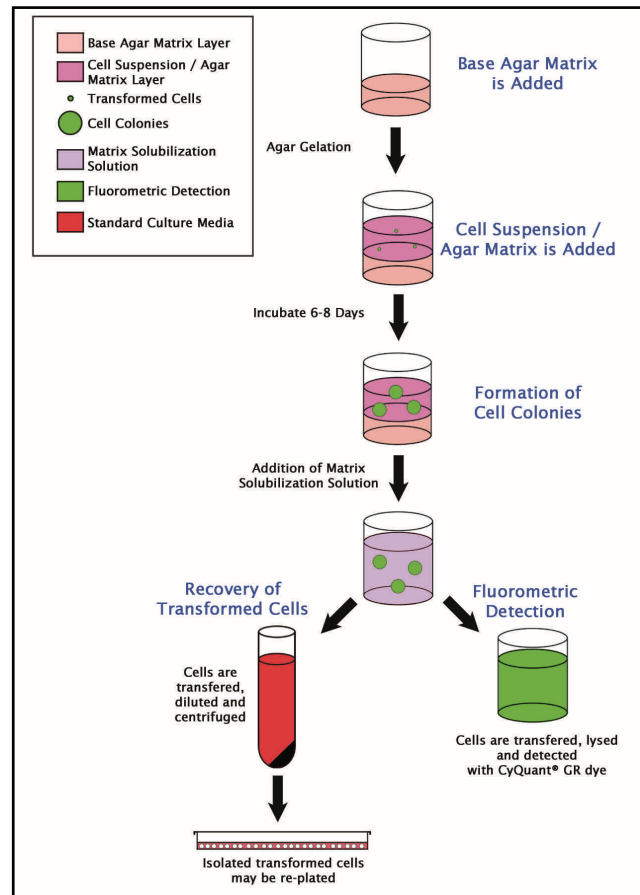 Base Agar Matrix Layer
Cell Suspension / Agar
Matrix Layer
Transformed Cells
Cell Colonies
Matrix Solubilization
Solution
Fluorometric Detection
Standard Culture Media
Base Agar Matrix
is Added
Agar Gelation
Cell Suspension /
Agar Matrix is Added
Incubate 6-8 Days
Formation of
Cell Colonies
Addition of Matrix
Solubilization Solution
Recovery of
Transformed Cells
Cells are
transfered,
diluted and
centrifuged
Isolated transformed cells
may be re-plated
Fluorometric
Detection
Cells are transfered, lysed
and detected
with CyQuant® GR dye